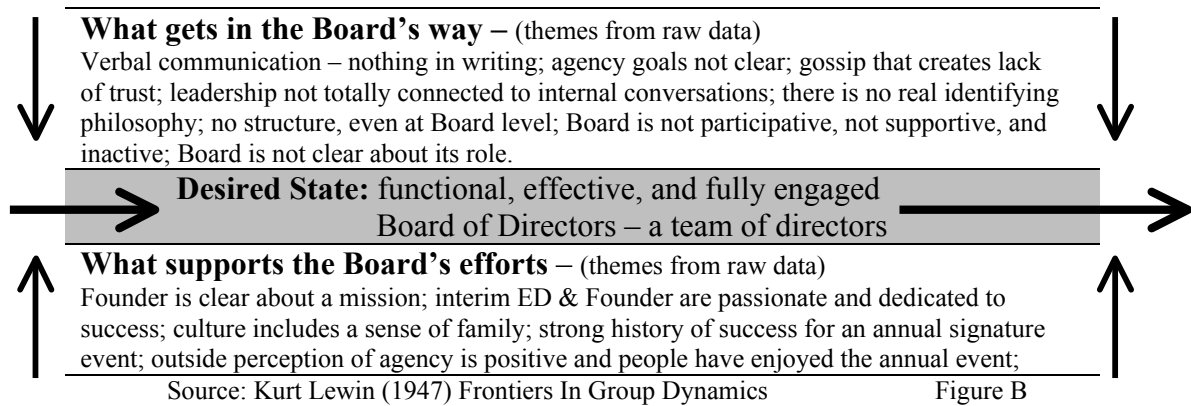 What gets in the Board’s way – (themes from raw data)
Verbal communication – nothing in writing; agency goals not clear; gossip that creates lack
of trust; leadership not totally connected to internal conversations; there is no real identifying
philosophy; no structure, even at Board level; Board is not participative, not supportive, and
inactive; Board is not clear about its role.
Desired State: functional, effective, and fully engaged
Board of Directors – a team of directors
What supports the Board’s efforts – (themes from raw data)
Founder is clear about a mission; interim ED & Founder are passionate and dedicated to
success; culture includes a sense of family; strong history of success for an annual signature
event; outside perception of agency is positive and people have enjoyed the annual event;
Source: Kurt Lewin (1947) Frontiers In Group Dynamics Figure B